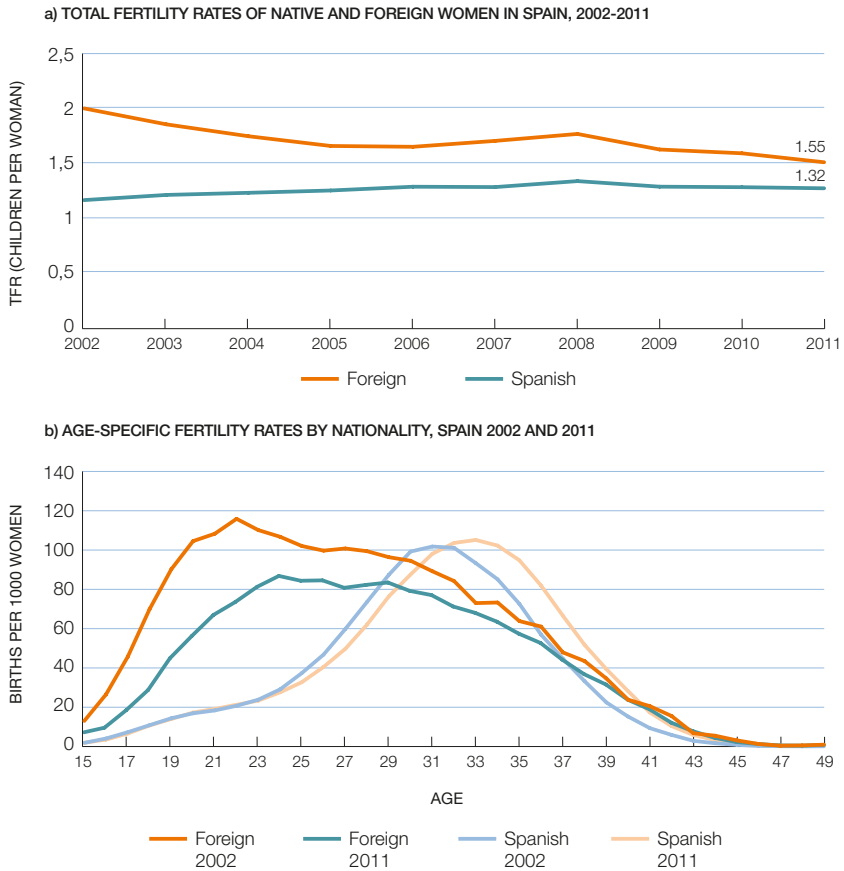 a) TOTAL FERTILITY RATES OF NATIVE AND FOREIGN WOMEN IN SPAIN, 2002-2011
TFR (CHILDREN PER WOMAN)
2,5
2
1,5
1
0,5
0
1.55
1.32
2002 2003 2004 2005 2006 2007 2008 2009 2010 2011
Foreign Spanish
b) AGE-SPECIFIC FERTILITY RATES BY NATIONALITY, SPAIN 2002 AND 2011
BIRTHS PER 1000 WOMEN
140
120
100
80
60
40
20
0
15 17 19 21 23 25 27 29 31 33 35 37 39 41 43 45 47 49
AGE
Foreign Foreign Spanish Spanish
2002 2011 2002 2011